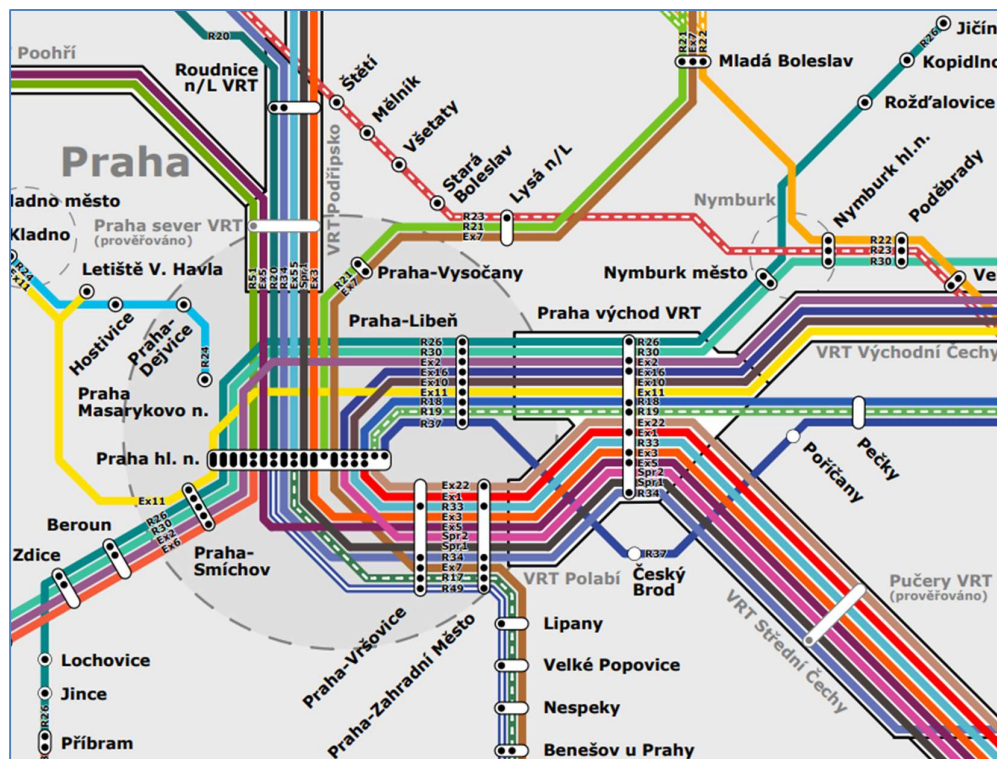 Poohří
R20
Roudnice
n/L VRT
Praha
Štětí
Mělník
Všetaty
Stará
Boleslav
Lysá n/L
R21
Ex7
R22
Mladá Boleslav
R26
Jičín
Kopidlno
Rožďalovice
Nymburk
Nymburk hl.n.
Poděbrady
VRT Podřipsko
Praha sever VRT
(prověřováno)
ladno město
Kladno
R24
Ex11
Letiště V. Havla
Hostivice
Praha-
Dejvice
R24
Praha
Masarykovo n.
R51
Ex5
R20
R34
Ex5
Spr1
Ex3
R23
R21
Ex7
R21
Ex7
Praha-Vysočany
Nymburk město
R22
R23
R30
Ve
Praha-Libeň
Praha východ VRT
VRT Východní Čechy
R26
R30
Ex2
Ex16
Ex10
Ex11
R18
R19
R37
R26
R30
Ex2
Ex16
Ex10
Ex11
R18
R19
Ex22
Ex1
R33
Ex3
Ex5
Spr2
Spr1
R34
Praha hl. n.
Pečky
Poříčany
Ex11
R26
R30
Ex2
Ex6
Beroun
Zdice
Praha-
Smíchov
Ex22
Ex1
R33
Ex3
Ex5
Spr2
Spr1
R34
Ex7
R17
R49
VRT Polabí
R37
Český
Brod
Pučery VRT
(prověřováno)
VRT Střední Čechy
Praha-Vršovice
Praha-Zahradní Město
Lipany
Velké Popovice
Nespeky
Benešov u Prahy
Lochovice
Jince
R26
Příbram